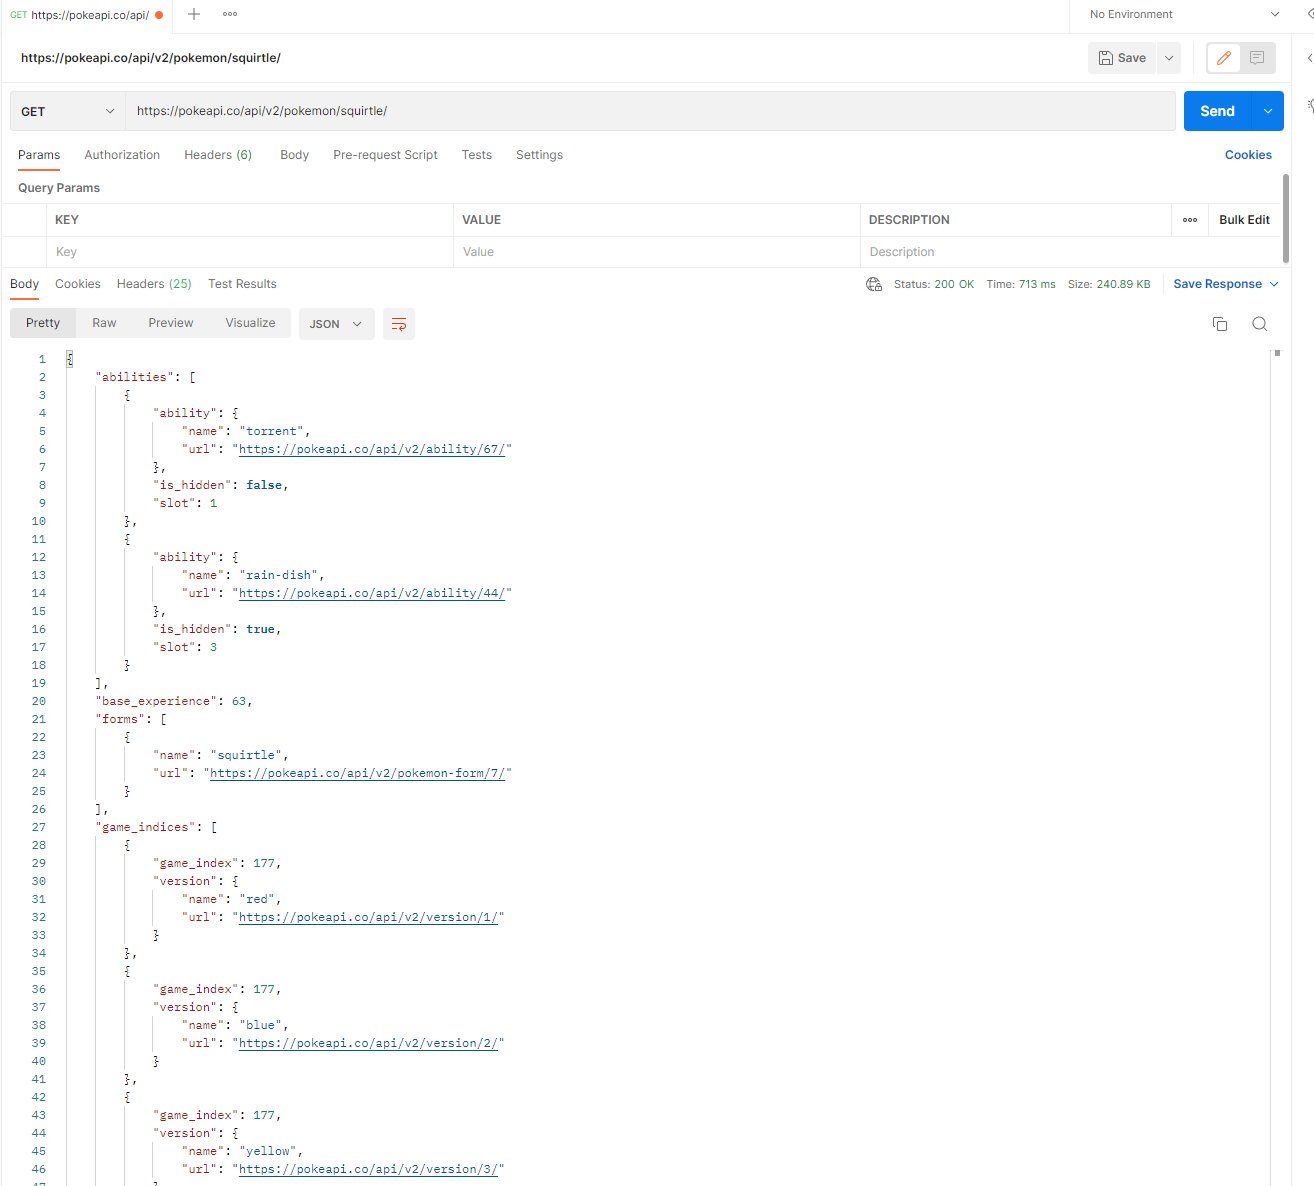 GET https://pokeapi.co/api/
No Environment
https://pokeapi.co/api/v2/pokemon/squirtle/
Save
GET https://pokeapi.co/api/v2/pokemon/squirtle/ Send
Params Authorization Headers (6) Body Pre-request Script Tests Settings Cookies
Query Params
KEY VALUE DESCRIPTION Bulk Edit
Key Value Description
Body Cookies Headers (25) Test Results Status: 200 OK Time: 713 ms Size: 240.89 KB Save Response
Pretty Raw Preview Visualize JSON
1 {
2 "abilities": [
3 {
4 "ability": {
5 "name": "torrent",
6 "url": "https://pokeapi.co/api/v2/ability/67/"
7 },
8 "is_hidden": false,
9 "slot": 1
10 },
11 {
12 "ability": {
13 "name": "rain-dish",
14 "url": "https://pokeapi.co/api/v2/ability/44/"
15 },
16 "is_hidden": true,
17 "slot": 3
18 }
19 ],
20 "base_experience": 63,
21 "forms": [
22 {
23 "name": "squirtle",
24 "url": "https://pokeapi.co/api/v2/pokemon-form/7/"
25 }
26 ],
27 "game_indices": [
28 {
29 "game_index": 177,
30 "version": {
31 "name": "red",
32 "url": "https://pokeapi.co/api/v2/version/1/"
33 }
34 },
35 {
36 "game_index": 177,
37 "version": {
38 "name": "blue",
39 "url": "https://pokeapi.co/api/v2/version/2/"
40 }
41 },
42 {
43 "game_index": 177,
44 "version": {
45 "name": "yellow",
46 "url": "https://pokeapi.co/api/v2/version/3/"